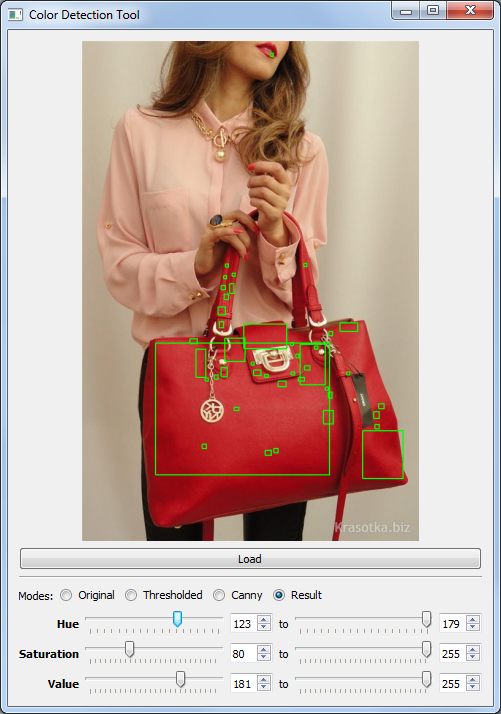 Color Detection Tool
Krasotka.biz
Load
Modes: Original Thresholded Canny Result
Hue 123 to 179
Saturation 80 to 255
Value 181 to 255